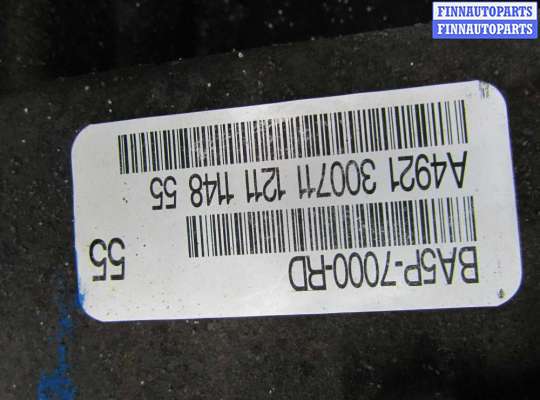 FINNAUTOPARTS
FINNAUTOPARTS
BA5P-7000-RD
55
A4921 300711 1211 1148 55